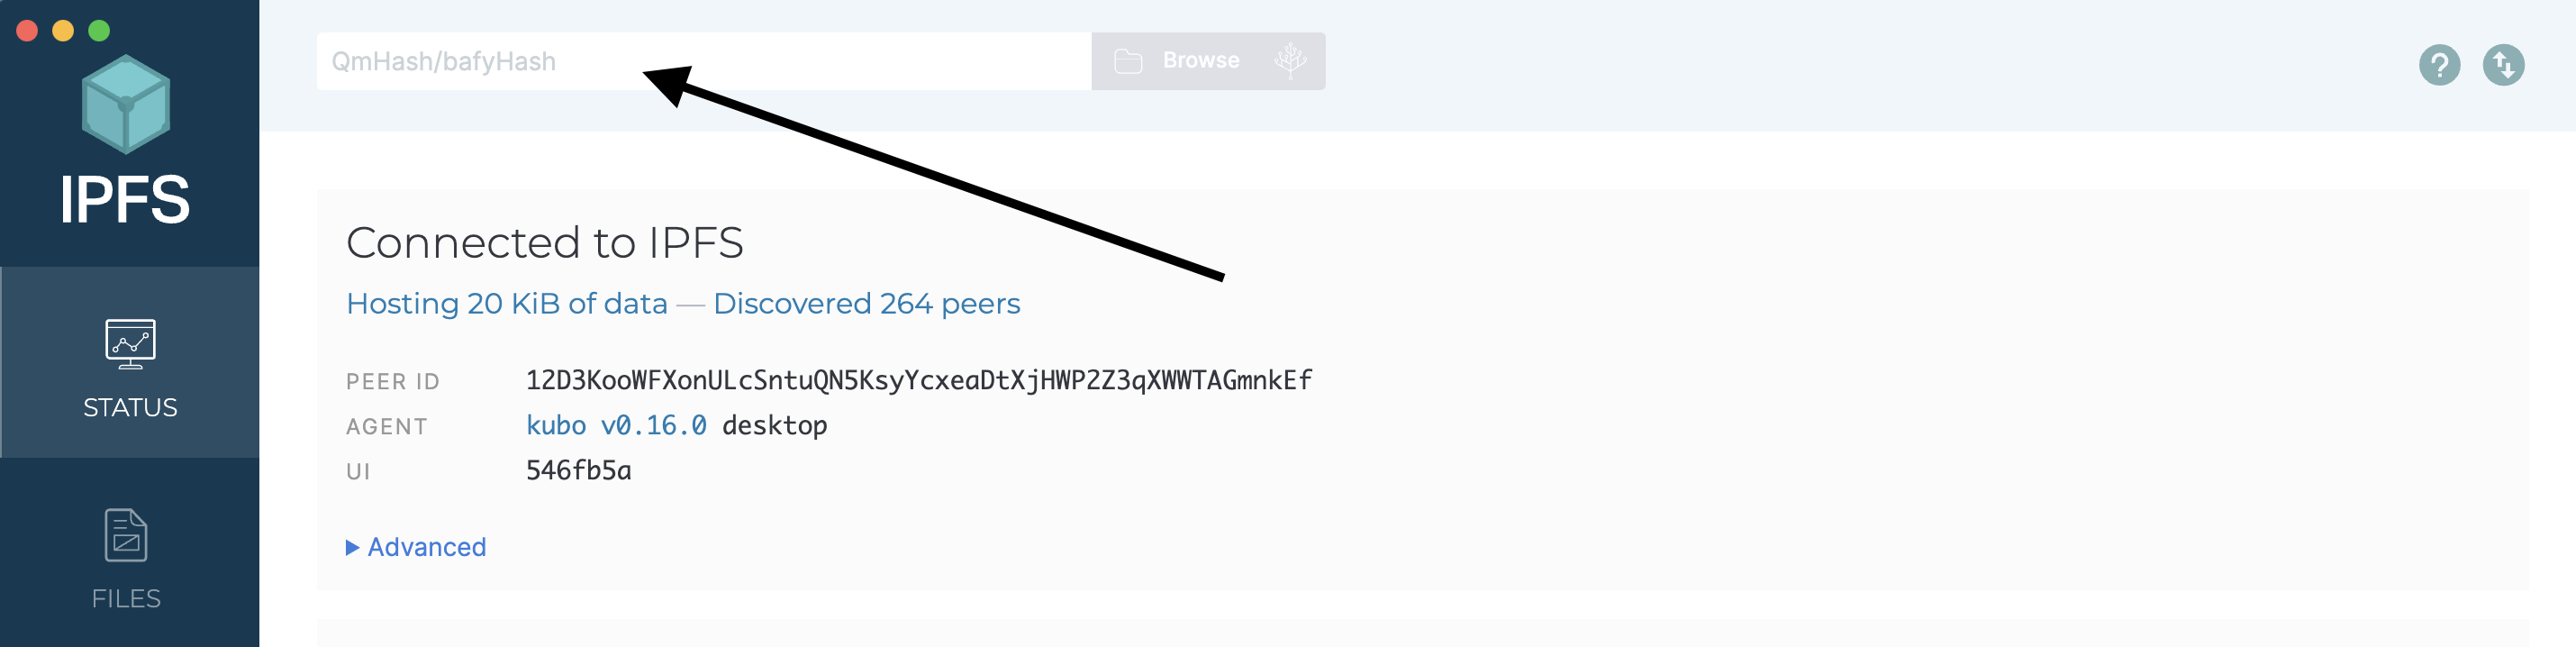 IPFS
STATUS
FILES
QmHash/bafyHash
Browse
?
Connected to IPFS
Hosting 20 KiB of data — Discovered 264 peers
PEER ID 12D3KooWFXonULcSntuQN5KsyYcxeaDtXjHWP2Z3qXWWTAGmnkEf
AGENT kubo v0.16.0 desktop
UI 546fb5a
Advanced